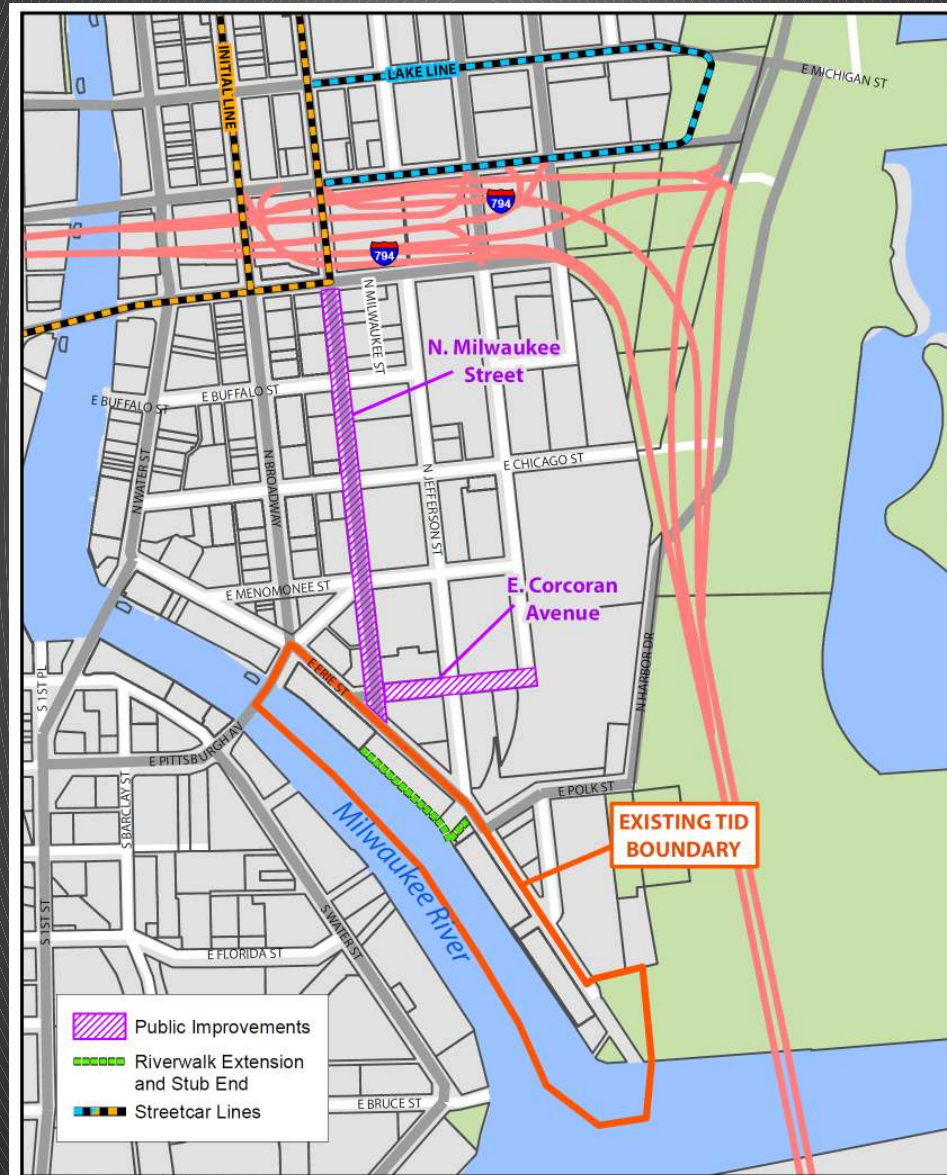 INITIAL LINE
LAKE LINE
E MICHIGAN ST
794
794
N MILWAUKEE ST
N. Milwaukee
Street
E BUFFALO ST
E BUFFALO ST
N WATER ST
N BROADWAY
E CHICAGO ST
N JEFFERSON ST
E MENOMONEE ST
E. Corcoran
Avenue
E ERIE ST
N HARBOR DR
S 1ST PL
E PITTSBURGH AV
E POLK ST
S BARCLAY ST
EXISTING TID
BOUNDARY
Milwaukee River
S 1ST ST
S WATER ST
E FLORIDA ST
Public Improvements
Riverwalk Extension
and Stub End
Streetcar Lines
E BRUCE ST